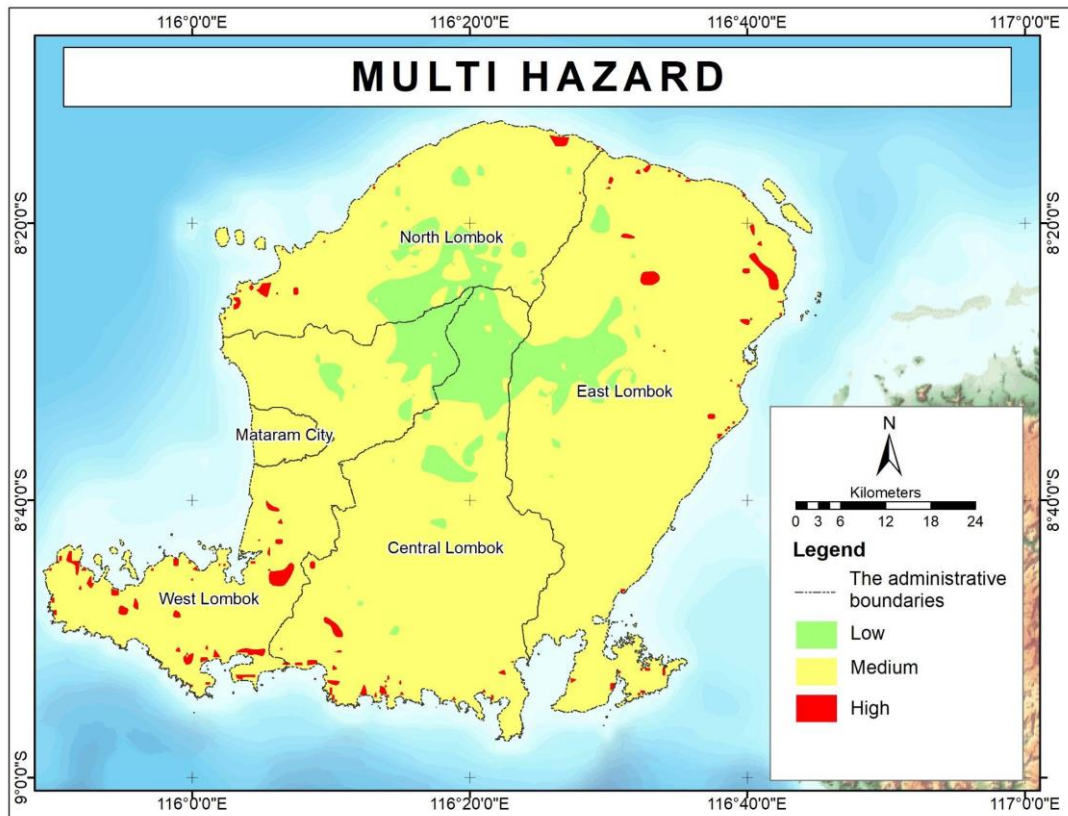 116°0'0"E 116°20'0"E 116°40'0"E 117°0'0"E
MULTI HAZARD
8°20'0"S 8°20'0"S
North Lombok
East Lombok
Mataram City
N
8°40'0"S 8°40'0"S
Kilometers
0 3 6 12 18 24
Central Lombok
Legend
The administrative
boundaries
West Lombok
Low
Medium
High
9°0'0"S 9°0'0"S
116°0'0"E 116°20'0"E 116°40'0"E 117°0'0"E